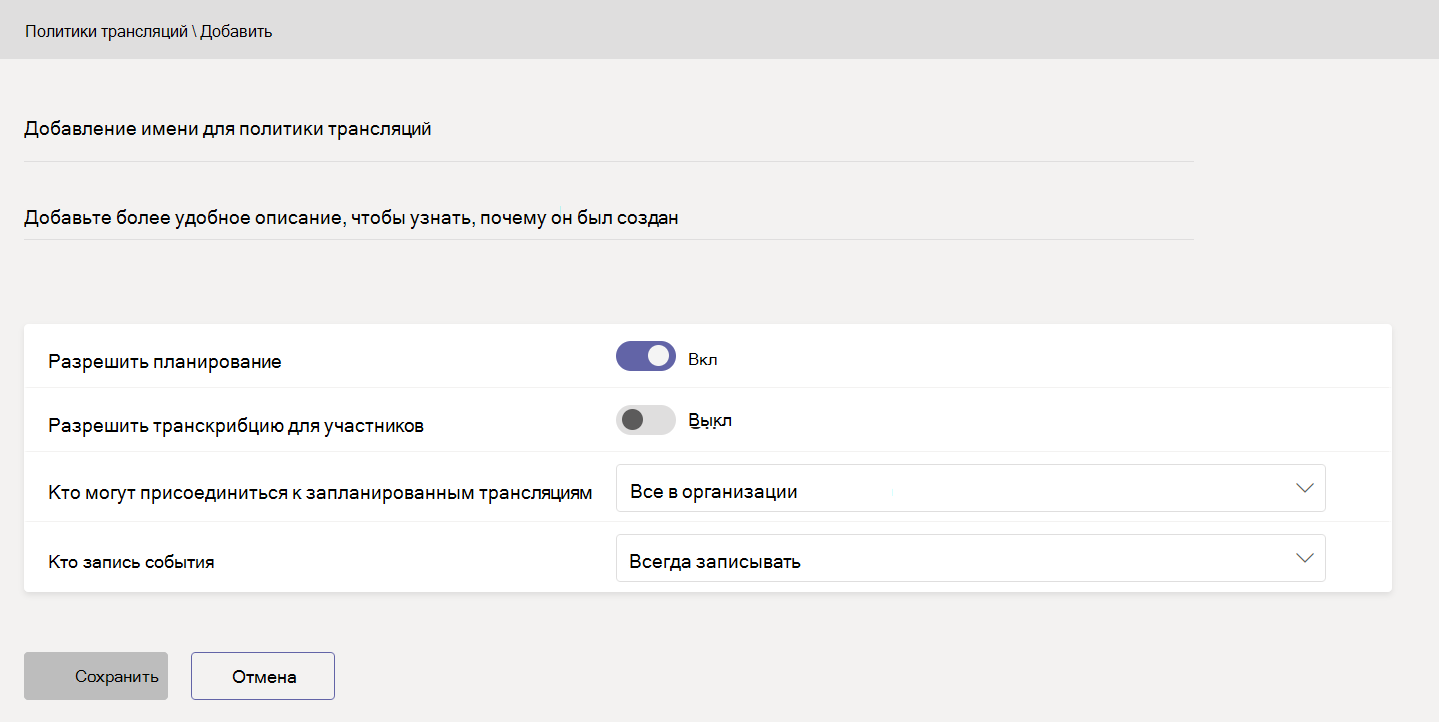 Политики трансляций \ Добавить
Добавление имени для политики трансляций
Добавьте более удобное описание, чтобы узнать, почему он был создан
Разрешить планирование
Вкл
Разрешить транскрибцию для участников
Выкл
Кто могут присоединиться к запланированным трансляциям
Все в организации
Кто запись события
Всегда записывать
Сохранить
Отмена